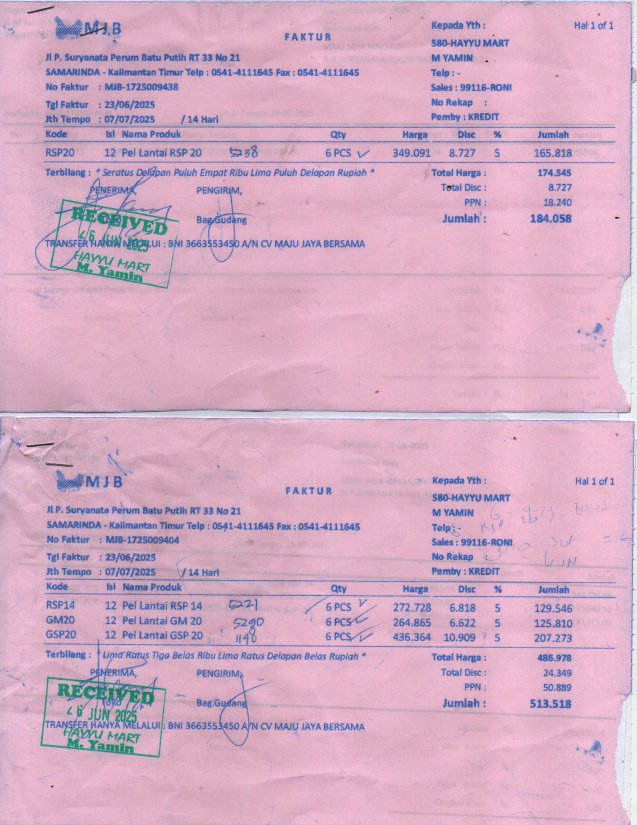 MJB
FAKTUR
Kepada Yth :
Hal 1 of 1
580-HAYYU MART
Jl P. Suryanata Perum Batu Putih RT 33 No 21
M YAMIN
SAMARINDA - Kalimantan Timur Telp : 0541-4111645 Fax : 0541-4111645
Telp : -
No Faktur : MJB-1725009438
Sales : 99116-RONI
Tgl Faktur : 23/06/2025
No Rekap :
Jth Tempo : 07/07/2025 / 14 Hari
Pemby : KREDIT
Kode Isi Nama Produk Qty Harga Disc % Jumlah
RSP20 12 Pel Lantai RSP 20 5238 6 PCS 349.091 8.727 5 165.818
Terbilang : * Seratus Delapan Puluh Empat Ribu Lima Puluh Delapan Rupiah *
Total Harga : 174.545
PENERIMA, PENGIRIM,
Total Disc : 8.727
PPN : 18.240
Bag.Gudang
Jumlah : 184.058
RECEIVED
26 JUN 2025
HAYYU MART
M. Yamin
TRANSFER HANYA MELALUI : BNI 3663553450 A/N CV MAJU JAYA BERSAMA
MJB
FAKTUR
Kepada Yth :
Hal 1 of 1
580-HAYYU MART
Jl P. Suryanata Perum Batu Putih RT 33 No 21
M YAMIN
SAMARINDA - Kalimantan Timur Telp : 0541-4111645 Fax : 0541-4111645
Telp : -
No Faktur : MJB-1725009404
Sales : 99116-RONI
Tgl Faktur : 23/06/2025
No Rekap :
Jth Tempo : 07/07/2025 / 14 Hari
Pemby : KREDIT
Kode Isi Nama Produk Qty Harga Disc % Jumlah
RSP14 12 Pel Lantai RSP 14 5221 6 PCS 272.728 6.818 5 129.546
GM20 12 Pel Lantai GM 20 5280 6 PCS 264.865 6.622 5 125.810
GSP20 12 Pel Lantai GSP 20 1148 6 PCS 436.364 10.909 5 207.273
Terbilang : * Lima Ratus Tiga Belas Ribu Lima Ratus Delapan Belas Rupiah *
Total Harga : 486.978
PENERIMA, PENGIRIM,
Total Disc : 24.349
PPN : 50.889
Toko Bag.Gudang
Jumlah : 513.518
RECEIVED
26 JUN 2025
HAYYU MART
M. Yamin
TRANSFER HANYA MELALUI : BNI 3663553450 A/N CV MAJU JAYA BERSAMA